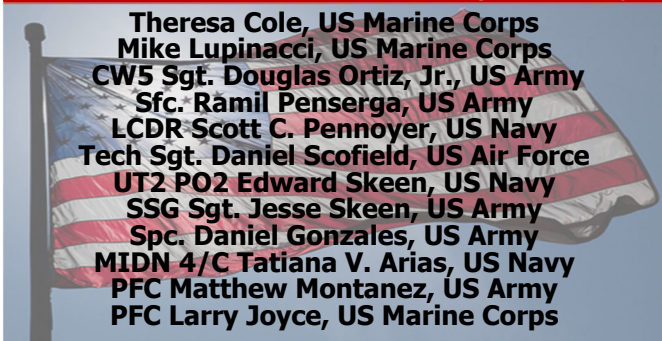 Theresa Cole, US Marine Corps
Mike Lupinacci, US Marine Corps
CW5 Sgt. Douglas Ortiz, Jr., US Army
Sfc. Ramil Penserga, US Army
LCDR Scott C. Pennoyer, US Navy
Tech Sgt. Daniel Scofield, US Air Force
UT2 PO2 Edward Skeen, US Navy
SSG Sgt. Jesse Skeen, US Army
Spc. Daniel Gonzales, US Army
MIDN 4/C Tatiana V. Arias, US Navy
PFC Matthew Montanez, US Army
PFC Larry Joyce, US Marine Corps